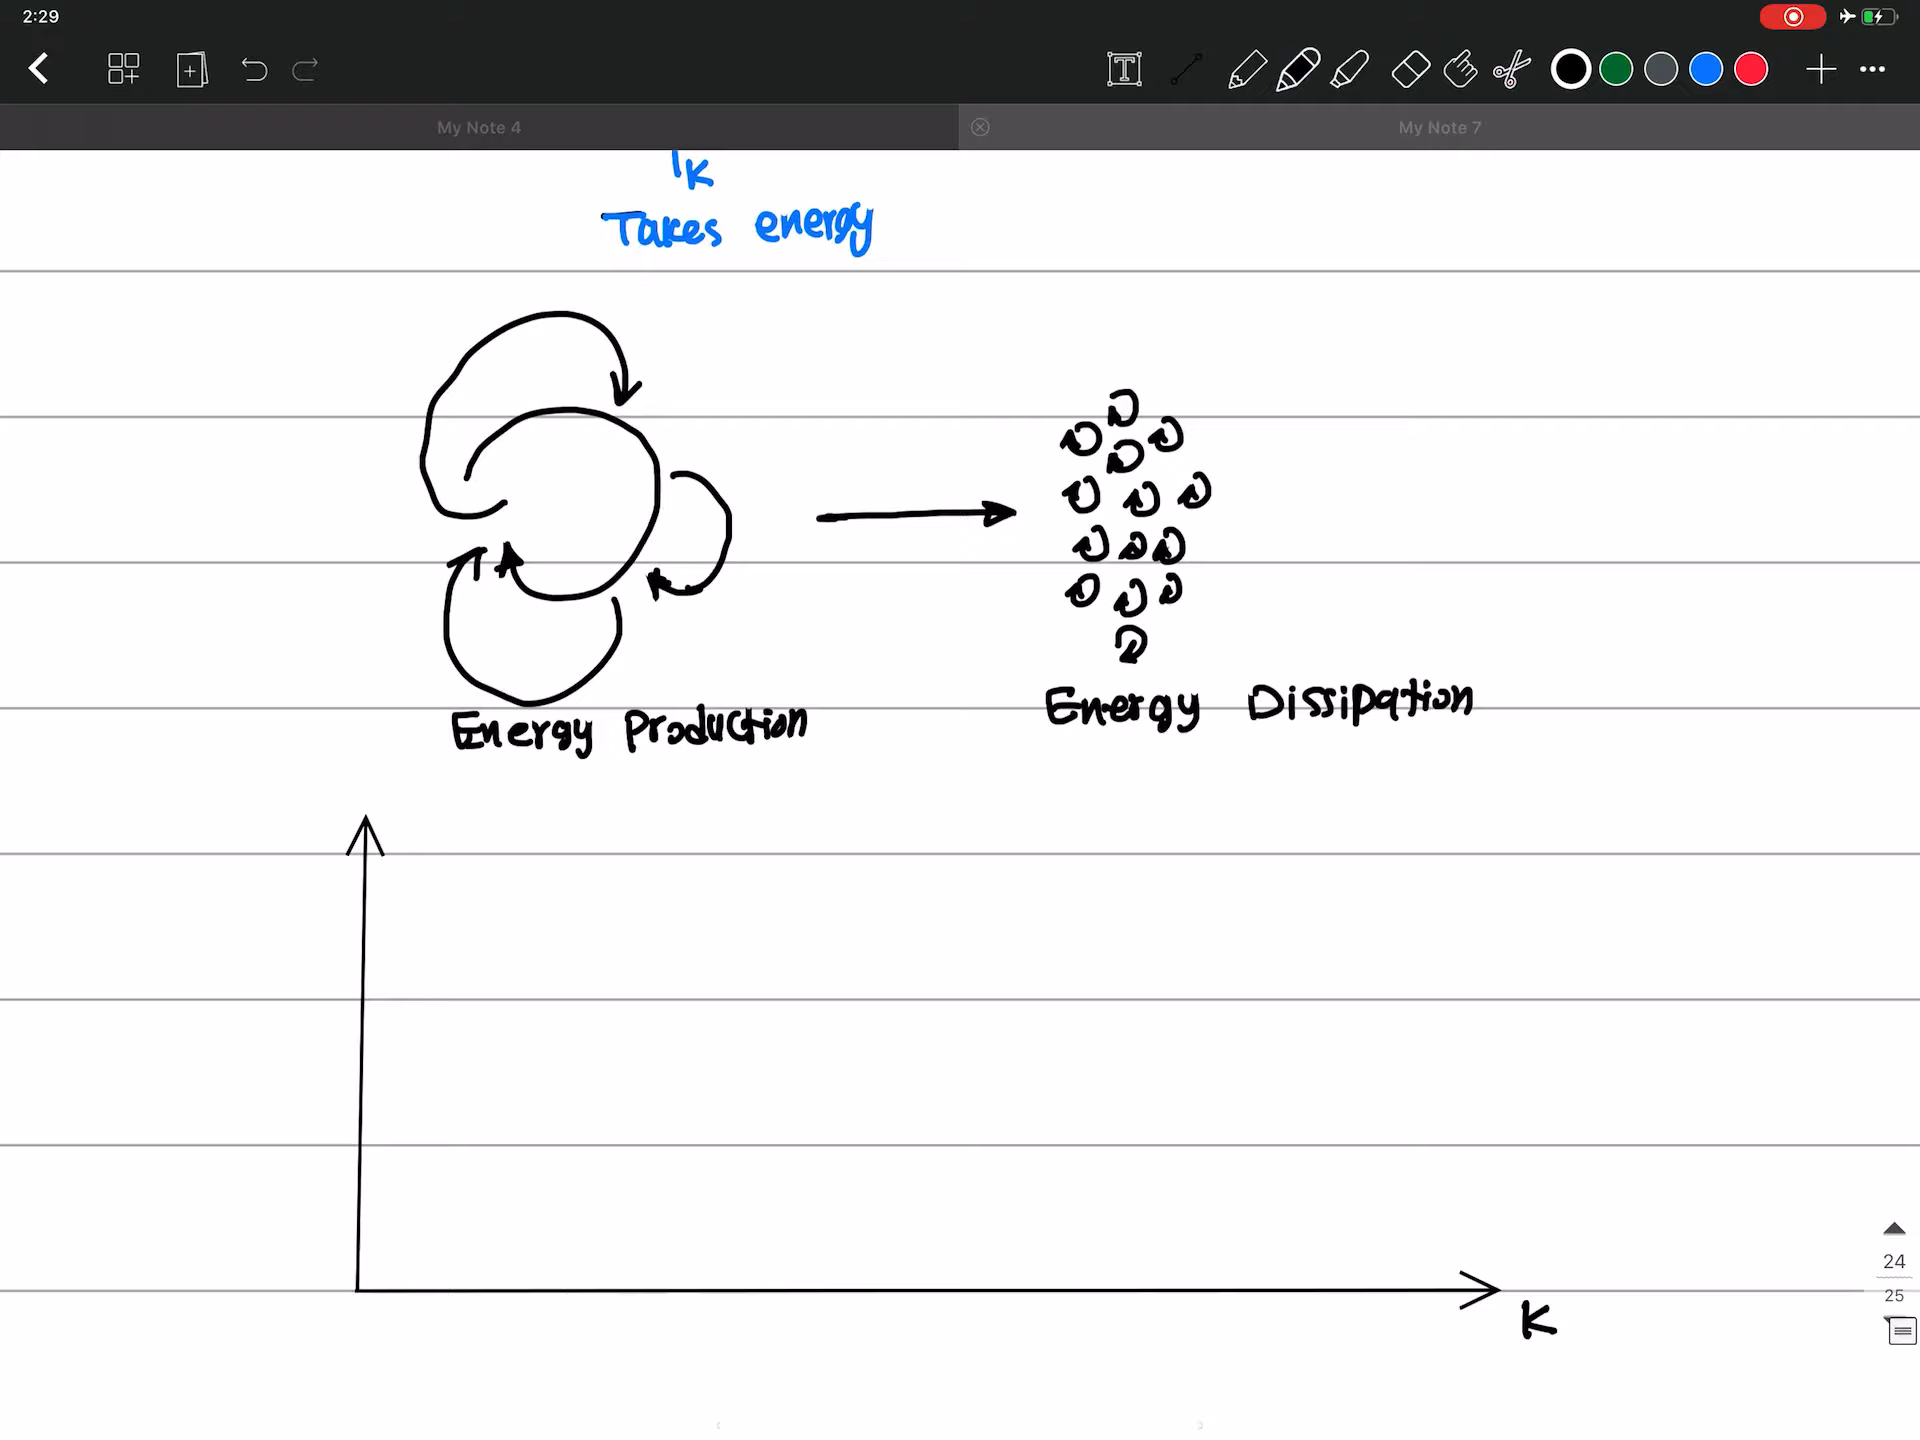 2:29
T
My Note 4
My Note 7
K
Takes energy
Energy Production
Energy Dissipation
24
25
K